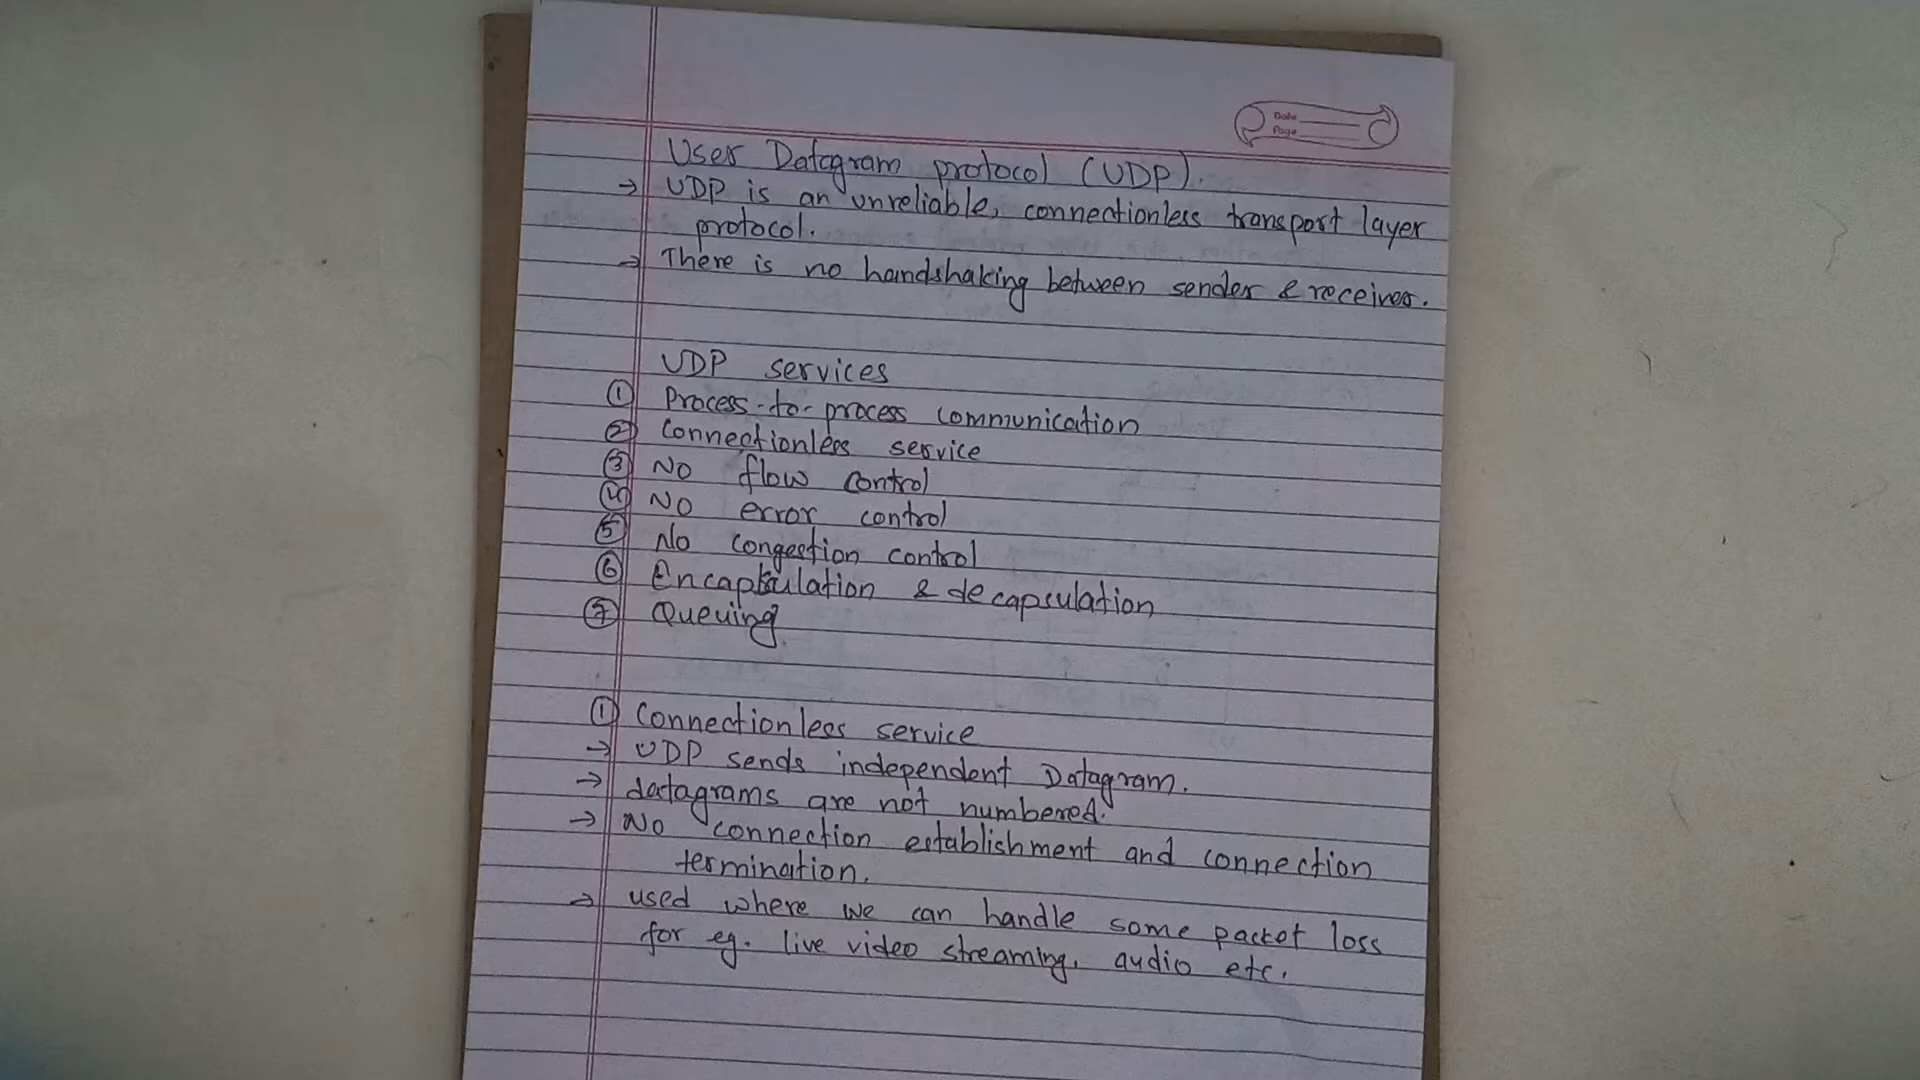 Date
Page
User Datagram protocol (UDP).
→ UDP is an unreliable, connectionless transport layer
protocol.
→ There is no handshaking between sender & receiver.
UDP services
① Process-to-process communication
② Connectionless service
③ No flow control
④ No error control
⑤ No congestion control
⑥ Encapsulation & decapsulation
⑦ Queuing
① Connectionless service
→ UDP sends independent Datagram.
→ datagrams are not numbered.
→ No connection establishment and connection
termination.
→ used where we can handle some packet loss
for eg. live video streaming, audio etc.